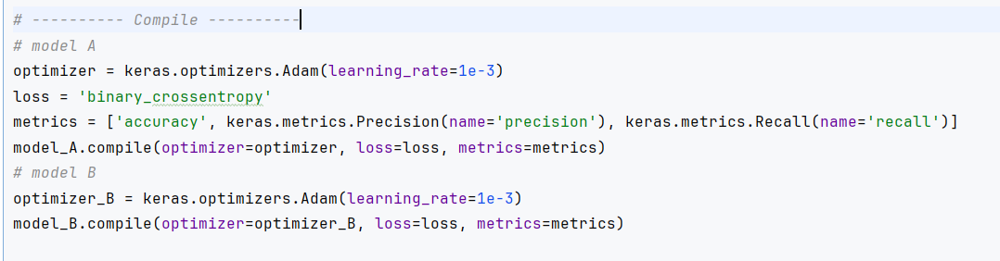 # ---------- Compile ----------
# model A
optimizer = keras.optimizers.Adam(learning_rate=1e-3)
loss = 'binary_crossentropy'
metrics = ['accuracy', keras.metrics.Precision(name='precision'), keras.metrics.Recall(name='recall')]
model_A.compile(optimizer=optimizer, loss=loss, metrics=metrics)
# model B
optimizer_B = keras.optimizers.Adam(learning_rate=1e-3)
model_B.compile(optimizer=optimizer_B, loss=loss, metrics=metrics)